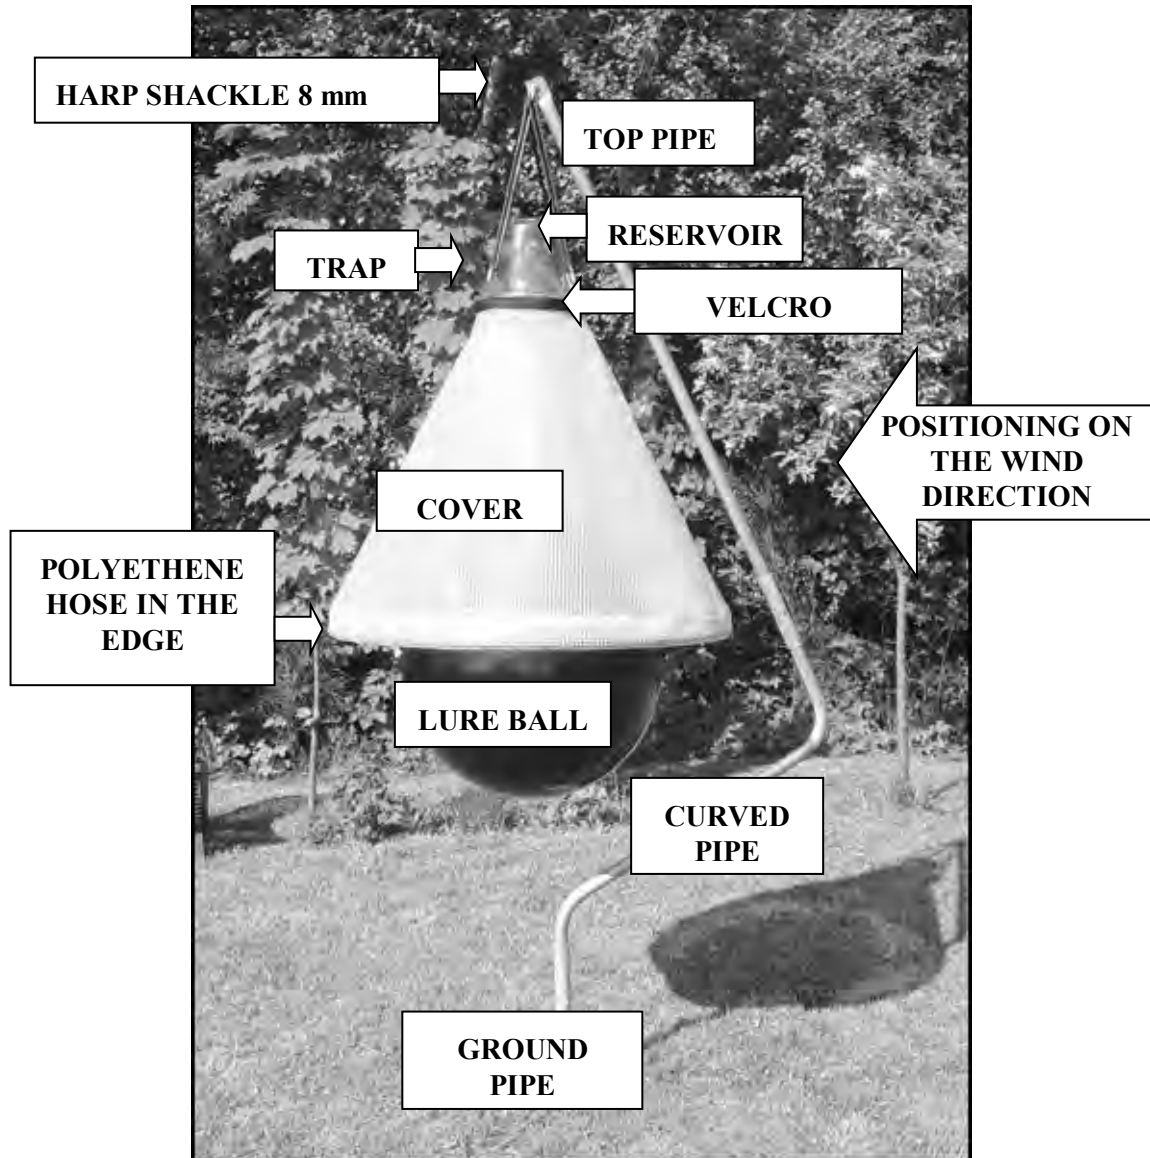 HARP SHACKLE 8 mm
TOP PIPE
RESERVOIR
TRAP
VELCRO
POSITIONING ON
THE WIND
DIRECTION
COVER
POLYETHENE
HOSE IN THE
EDGE
LURE BALL
CURVED
PIPE
GROUND
PIPE